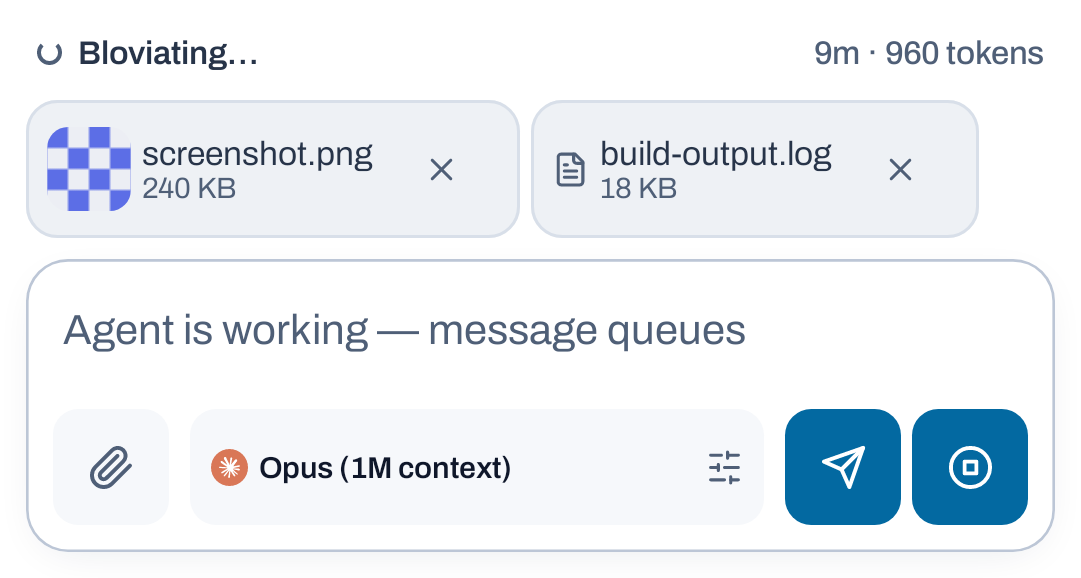 Bloviating...
9m · 960 tokens
screenshot.png
240 KB
build-output.log
18 KB
Agent is working — message queues
Opus (1M context)